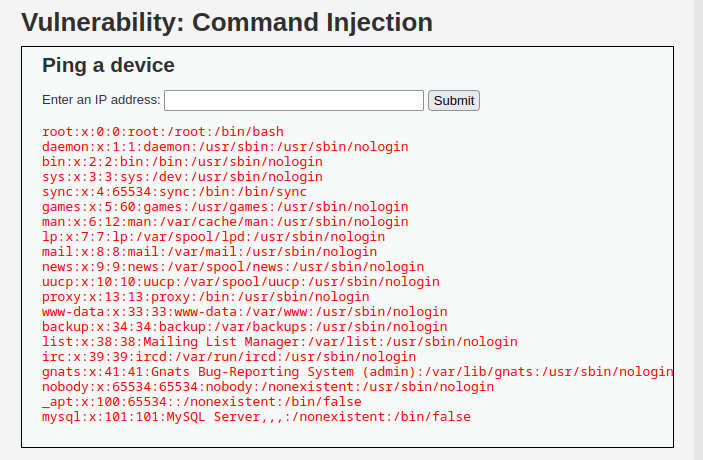 Vulnerability: Command Injection
Ping a device
Enter an IP address: Submit
root:x:0:0:root:/root:/bin/bash
daemon:x:1:1:daemon:/usr/sbin:/usr/sbin/nologin
bin:x:2:2:bin:/bin:/usr/sbin/nologin
sys:x:3:3:sys:/dev:/usr/sbin/nologin
sync:x:4:65534:sync:/bin:/bin/sync
games:x:5:60:games:/usr/games:/usr/sbin/nologin
man:x:6:12:man:/var/cache/man:/usr/sbin/nologin
lp:x:7:7:lp:/var/spool/lpd:/usr/sbin/nologin
mail:x:8:8:mail:/var/mail:/usr/sbin/nologin
news:x:9:9:news:/var/spool/news:/usr/sbin/nologin
uucp:x:10:10:uucp:/var/spool/uucp:/usr/sbin/nologin
proxy:x:13:13:proxy:/bin:/usr/sbin/nologin
www-data:x:33:33:www-data:/var/www:/usr/sbin/nologin
backup:x:34:34:backup:/var/backups:/usr/sbin/nologin
list:x:38:38:Mailing List Manager:/var/list:/usr/sbin/nologin
irc:x:39:39:ircd:/var/run/ircd:/usr/sbin/nologin
gnats:x:41:41:Gnats Bug-Reporting System (admin):/var/lib/gnats:/usr/sbin/nologin
nobody:x:65534:65534:nobody:/nonexistent:/usr/sbin/nologin
_apt:x:100:65534::/nonexistent:/bin/false
mysql:x:101:101:MySQL Server,,,:/nonexistent:/bin/false